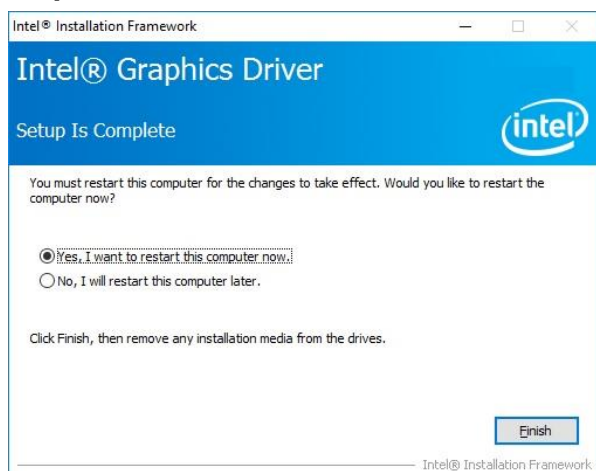 Intel® Installation Framework
Intel® Graphics Driver
Setup Is Complete
intel
You must restart this computer for the changes to take effect. Would you like to restart the
computer now?
Yes, I want to restart this computer now.
No, I will restart this computer later.
Click Finish, then remove any installation media from the drives.
Finish
Intel® Installation Framework